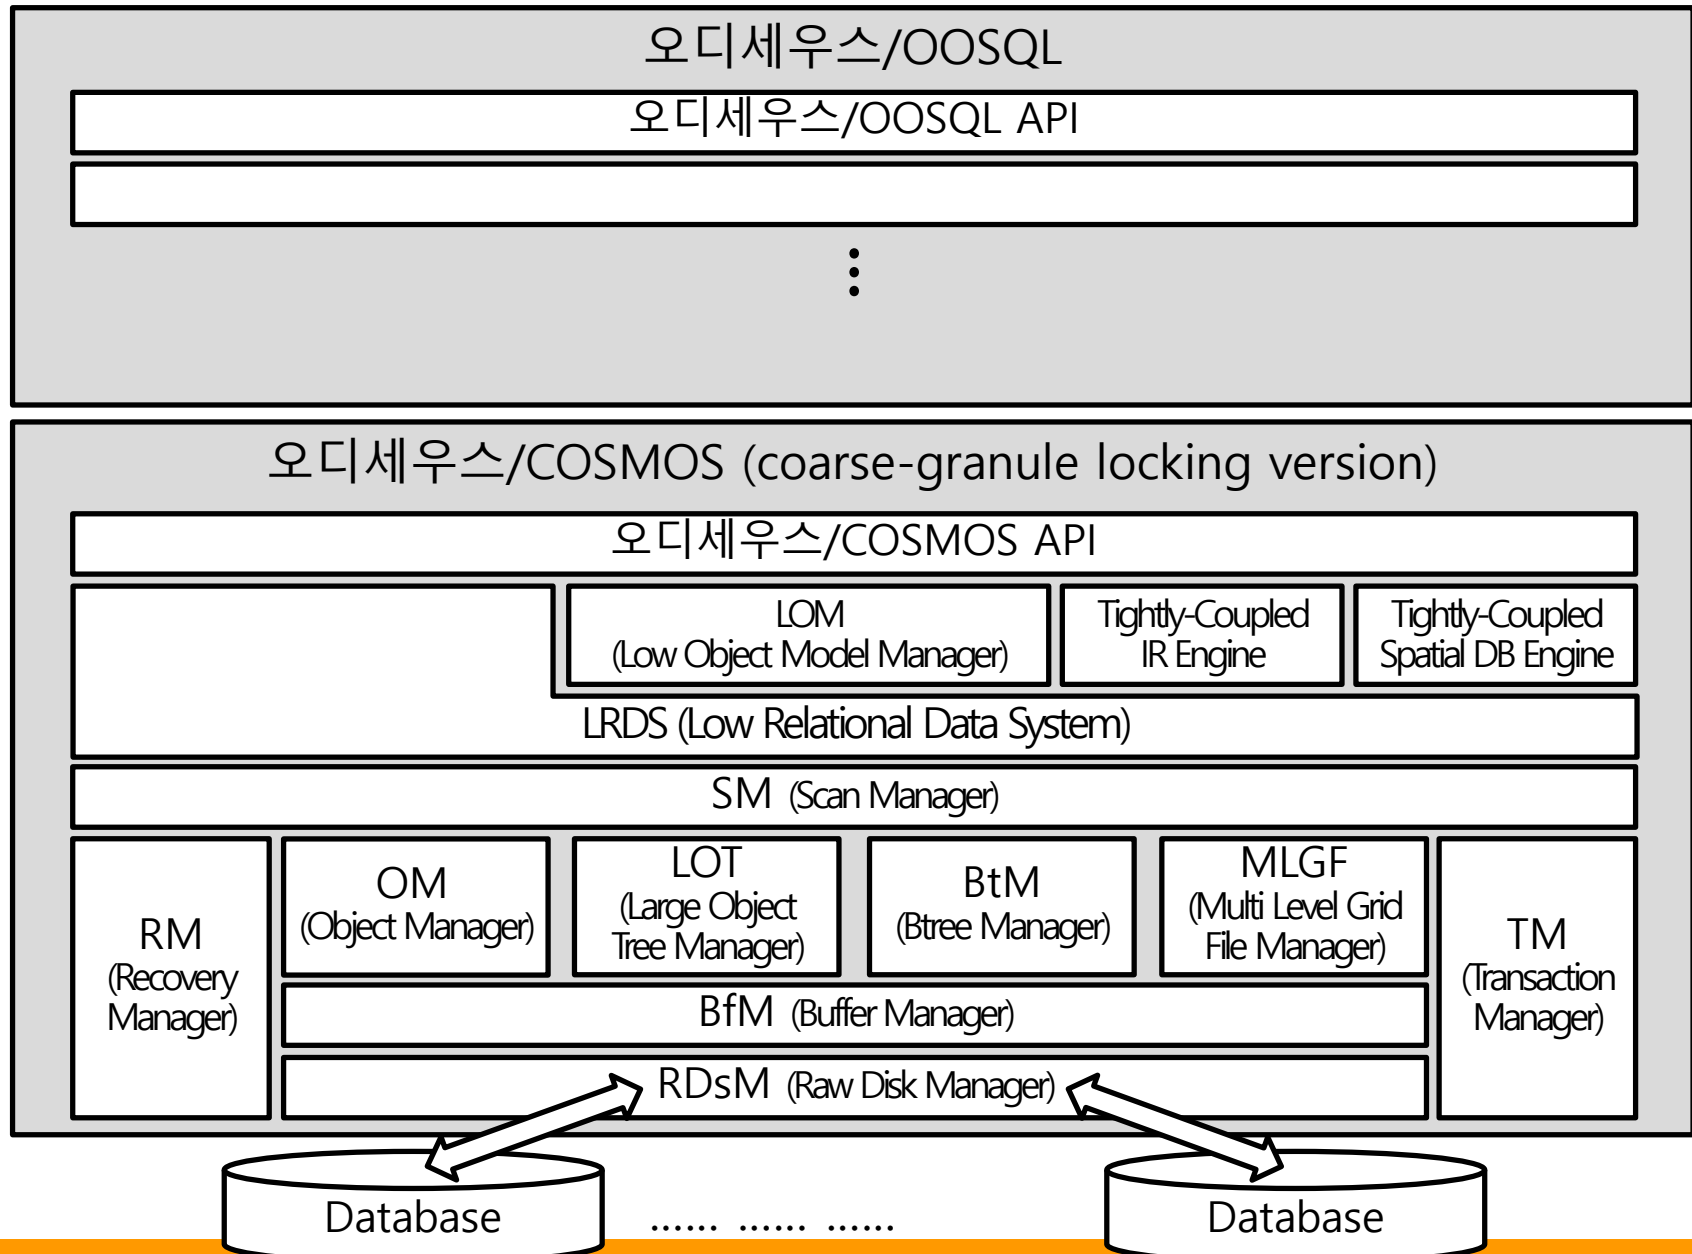 오디세우스/OOSQL
오디세우스/OOSQL API
⋮
오디세우스/COSMOS (coarse-granule locking version)
오디세우스/COSMOS API
LOM
(Low Object Model Manager)
Tightly-Coupled
IR Engine
Tightly-Coupled
Spatial DB Engine
LRDS (Low Relational Data System)
SM (Scan Manager)
RM
(Recovery
Manager)
OM
(Object Manager)
LOT
(Large Object
Tree Manager)
BtM
(Btree Manager)
MLGF
(Multi Level Grid
File Manager)
TM
(Transaction
Manager)
BfM (Buffer Manager)
RDsM (Raw Disk Manager)
Database
...... ...... ......
Database